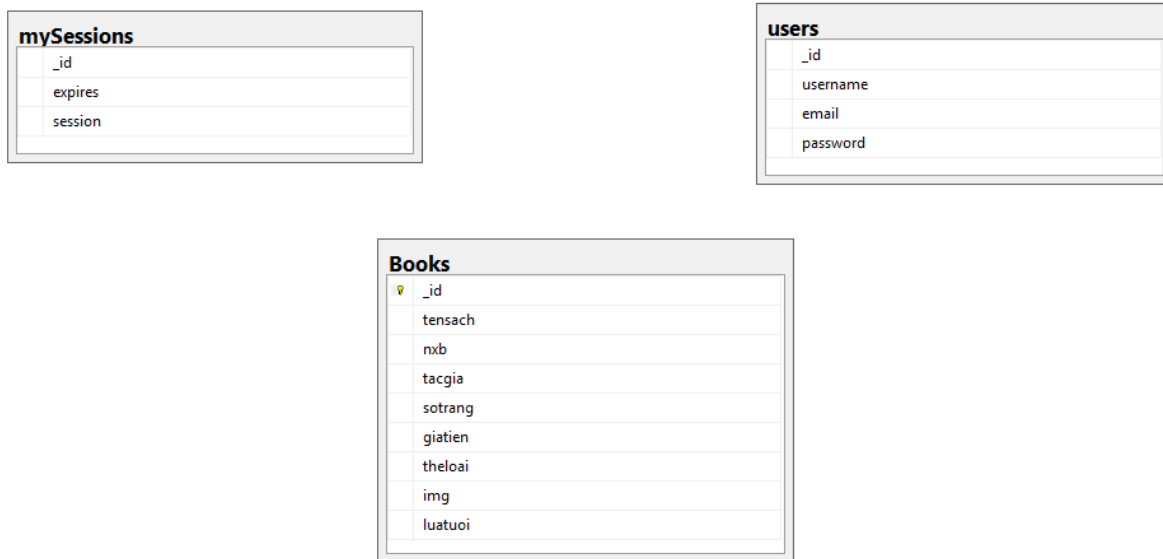 mySessions
_id
expires
session
users
_id
username
email
password
Books
_id
tensach
nxb
tacgia
sotrang
giatien
theloai
img
luatuoi